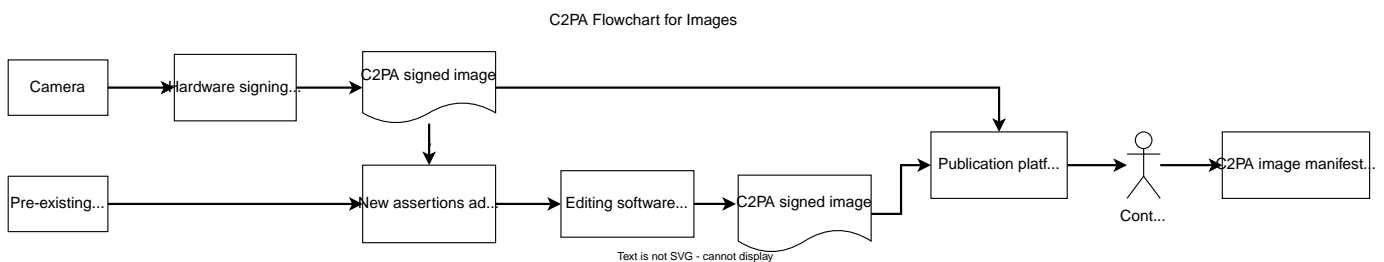 C2PA Flowchart for Images
Camera
Hardware signing...
C2PA signed image
Pre-existing...
New assertions ad...
Editing software...
C2PA signed image
Publication platf...
Cont...
C2PA image manifest...
Text is not SVG - cannot display